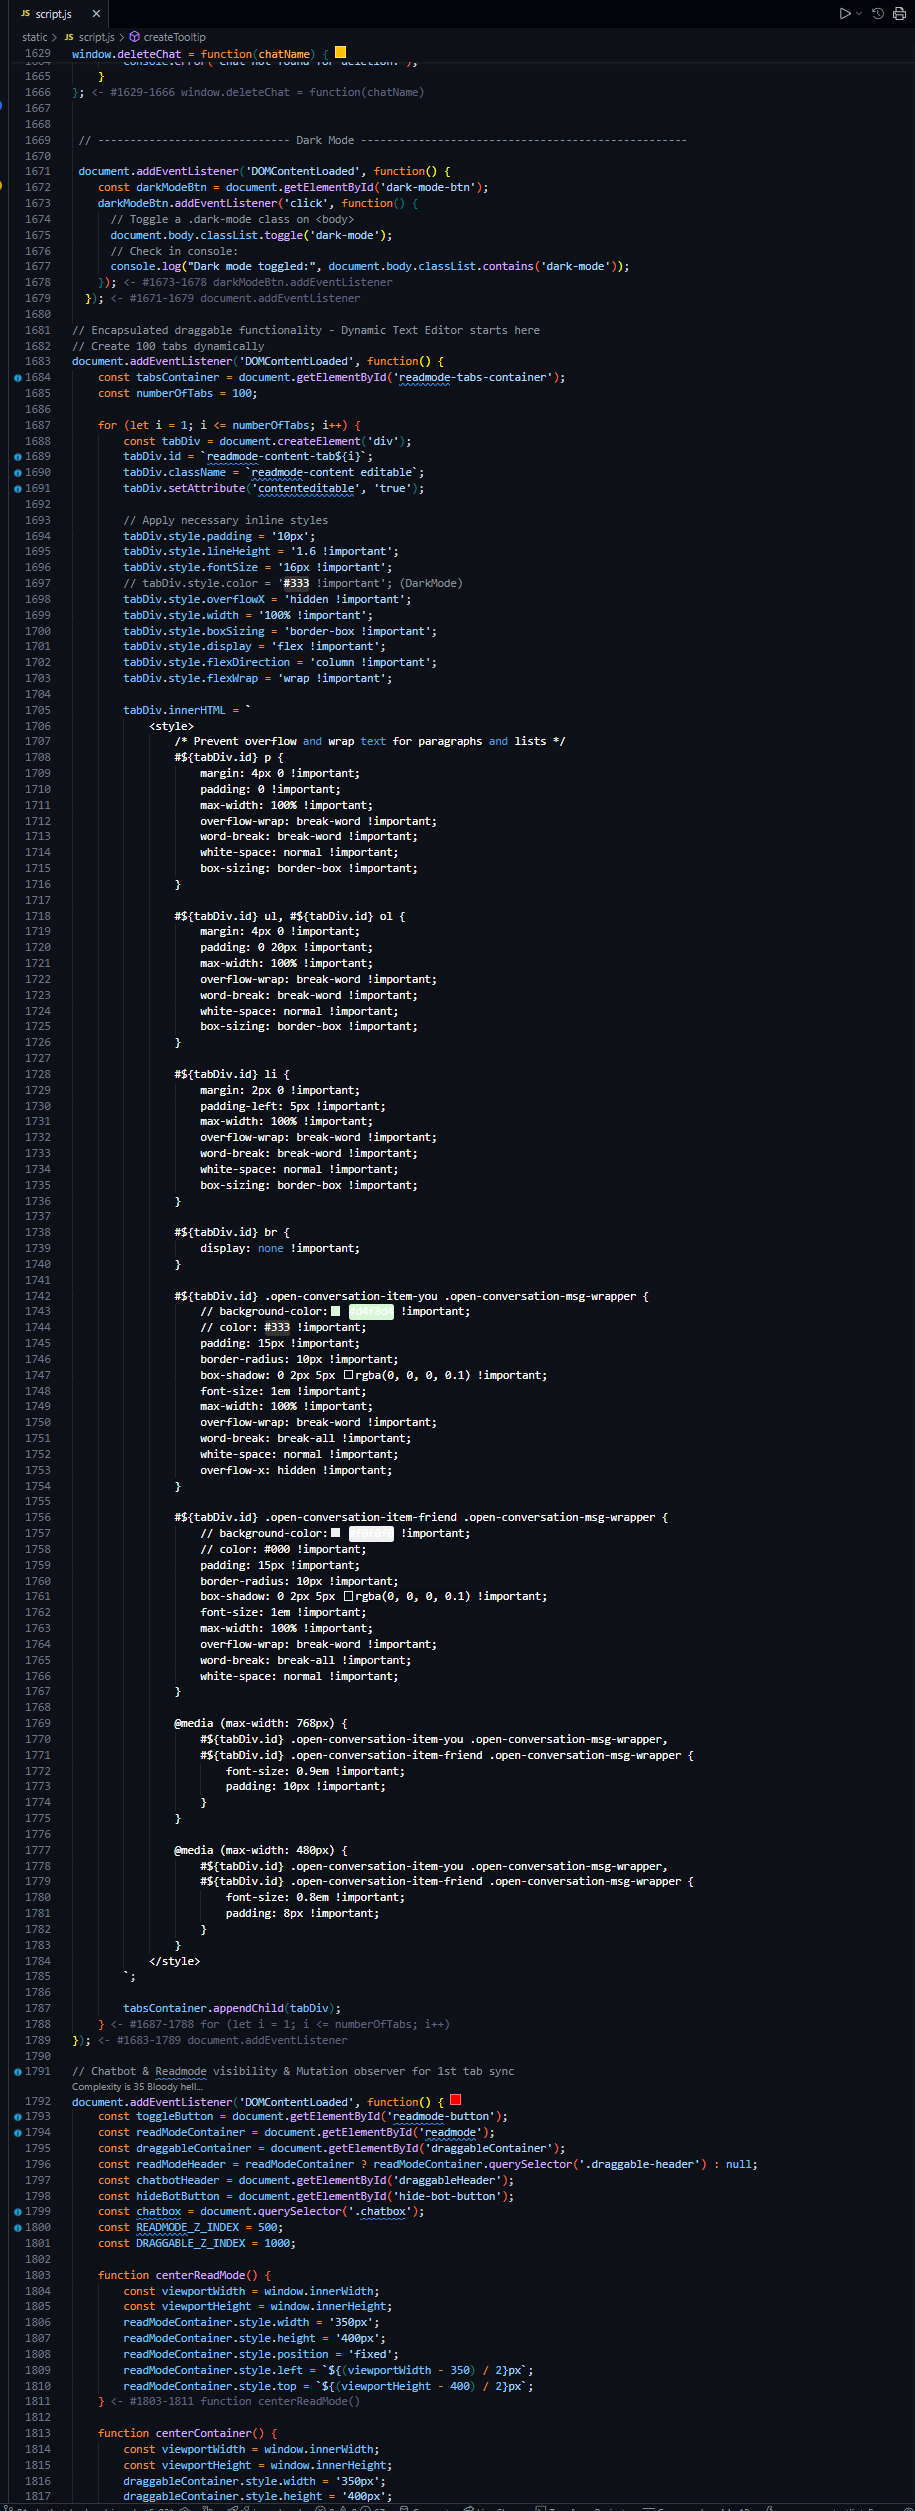 JS script.js ×
static > JS script.js > createTooltip
1629 window.deleteChat = function(chatName) {
1665 }
1666 }; <- #1629-1666 window.deleteChat = function(chatName)
1667
1668
1669 // ------------------------------ Dark Mode ---------------------------------------------------
1670
1671 document.addEventListener('DOMContentLoaded', function() {
1672 const darkModeBtn = document.getElementById('dark-mode-btn');
1673 darkModeBtn.addEventListener('click', function() {
1674 // Toggle a .dark-mode class on <body>
1675 document.body.classList.toggle('dark-mode');
1676 // Check in console:
1677 console.log("Dark mode toggled:", document.body.classList.contains('dark-mode'));
1678 }); <- #1673-1678 darkModeBtn.addEventListener
1679 }); <- #1671-1679 document.addEventListener
1680
1681 // Encapsulated draggable functionality - Dynamic Text Editor starts here
1682 // Create 100 tabs dynamically
1683 document.addEventListener('DOMContentLoaded', function() {
1684 const tabsContainer = document.getElementById('readmode-tabs-container');
1685 const numberOfTabs = 100;
1686
1687 for (let i = 1; i <= numberOfTabs; i++) {
1688 const tabDiv = document.createElement('div');
1689 tabDiv.id = `readmode-content-tab${i}`;
1690 tabDiv.className = `readmode-content editable`;
1691 tabDiv.setAttribute('contenteditable', 'true');
1692
1693 // Apply necessary inline styles
1694 tabDiv.style.padding = '10px';
1695 tabDiv.style.lineHeight = '1.6 !important';
1696 tabDiv.style.fontSize = '16px !important';
1697 // tabDiv.style.color = '#333 !important'; (DarkMode)
1698 tabDiv.style.overflowX = 'hidden !important';
1699 tabDiv.style.width = '100% !important';
1700 tabDiv.style.boxSizing = 'border-box !important';
1701 tabDiv.style.display = 'flex !important';
1702 tabDiv.style.flexDirection = 'column !important';
1703 tabDiv.style.flexWrap = 'wrap !important';
1704
1705 tabDiv.innerHTML = `
1706 <style>
1707 /* Prevent overflow and wrap text for paragraphs and lists */
1708 #${tabDiv.id} p {
1709 margin: 4px 0 !important;
1710 padding: 0 !important;
1711 max-width: 100% !important;
1712 overflow-wrap: break-word !important;
1713 word-break: break-word !important;
1714 white-space: normal !important;
1715 box-sizing: border-box !important;
1716 }
1717
1718 #${tabDiv.id} ul, #${tabDiv.id} ol {
1719 margin: 4px 0 !important;
1720 padding: 0 20px !important;
1721 max-width: 100% !important;
1722 overflow-wrap: break-word !important;
1723 word-break: break-word !important;
1724 white-space: normal !important;
1725 box-sizing: border-box !important;
1726 }
1727
1728 #${tabDiv.id} li {
1729 margin: 2px 0 !important;
1730 padding-left: 5px !important;
1731 max-width: 100% !important;
1732 overflow-wrap: break-word !important;
1733 word-break: break-word !important;
1734 white-space: normal !important;
1735 box-sizing: border-box !important;
1736 }
1737
1738 #${tabDiv.id} br {
1739 display: none !important;
1740 }
1741
1742 #${tabDiv.id} .open-conversation-item-you .open-conversation-msg-wrapper {
1743 // background-color: #d4f8d4 !important;
1744 // color: #333 !important;
1745 padding: 15px !important;
1746 border-radius: 10px !important;
1747 box-shadow: 0 2px 5px rgba(0, 0, 0, 0.1) !important;
1748 font-size: 1em !important;
1749 max-width: 100% !important;
1750 overflow-wrap: break-word !important;
1751 word-break: break-all !important;
1752 white-space: normal !important;
1753 overflow-x: hidden !important;
1754 }
1755
1756 #${tabDiv.id} .open-conversation-item-friend .open-conversation-msg-wrapper {
1757 // background-color: !important;
1758 // color: #000 !important;
1759 padding: 15px !important;
1760 border-radius: 10px !important;
1761 box-shadow: 0 2px 5px rgba(0, 0, 0, 0.1) !important;
1762 font-size: 1em !important;
1763 max-width: 100% !important;
1764 overflow-wrap: break-word !important;
1765 word-break: break-all !important;
1766 white-space: normal !important;
1767 }
1768
1769 @media (max-width: 768px) {
1770 #${tabDiv.id} .open-conversation-item-you .open-conversation-msg-wrapper,
1771 #${tabDiv.id} .open-conversation-item-friend .open-conversation-msg-wrapper {
1772 font-size: 0.9em !important;
1773 padding: 10px !important;
1774 }
1775 }
1776
1777 @media (max-width: 480px) {
1778 #${tabDiv.id} .open-conversation-item-you .open-conversation-msg-wrapper,
1779 #${tabDiv.id} .open-conversation-item-friend .open-conversation-msg-wrapper {
1780 font-size: 0.8em !important;
1781 padding: 8px !important;
1782 }
1783 }
1784 </style>
1785 `;
1786
1787 tabsContainer.appendChild(tabDiv);
1788 } <- #1687-1788 for (let i = 1; i <= numberOfTabs; i++)
1789 }); <- #1683-1789 document.addEventListener
1790
1791 // Chatbot & Readmode visibility & Mutation observer for 1st tab sync
Complexity is 35 Bloody hell...
1792 document.addEventListener('DOMContentLoaded', function() {
1793 const toggleButton = document.getElementById('readmode-button');
1794 const readModeContainer = document.getElementById('readmode');
1795 const draggableContainer = document.getElementById('draggableContainer');
1796 const readModeHeader = readModeContainer ? readModeContainer.querySelector('.draggable-header') : null;
1797 const chatbotHeader = document.getElementById('draggableHeader');
1798 const hideBotButton = document.getElementById('hide-bot-button');
1799 const chatbox = document.querySelector('.chatbox');
1800 const READMODE_Z_INDEX = 500;
1801 const DRAGGABLE_Z_INDEX = 1000;
1802
1803 function centerReadMode() {
1804 const viewportWidth = window.innerWidth;
1805 const viewportHeight = window.innerHeight;
1806 readModeContainer.style.width = '350px';
1807 readModeContainer.style.height = '400px';
1808 readModeContainer.style.position = 'fixed';
1809 readModeContainer.style.left = `${(viewportWidth - 350) / 2}px`;
1810 readModeContainer.style.top = `${(viewportHeight - 400) / 2}px`;
1811 } <- #1803-1811 function centerReadMode()
1812
1813 function centerContainer() {
1814 const viewportWidth = window.innerWidth;
1815 const viewportHeight = window.innerHeight;
1816 draggableContainer.style.width = '350px';
1817 draggableContainer.style.height = '400px';